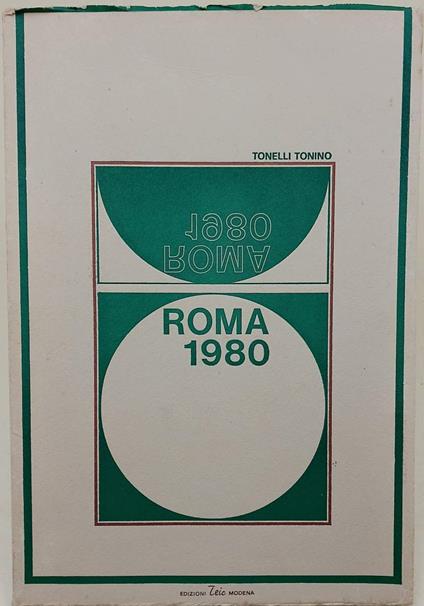 TONELLI TONINO
1980
ROMA
ROMA
1980
EDIZIONI Teic MODENA